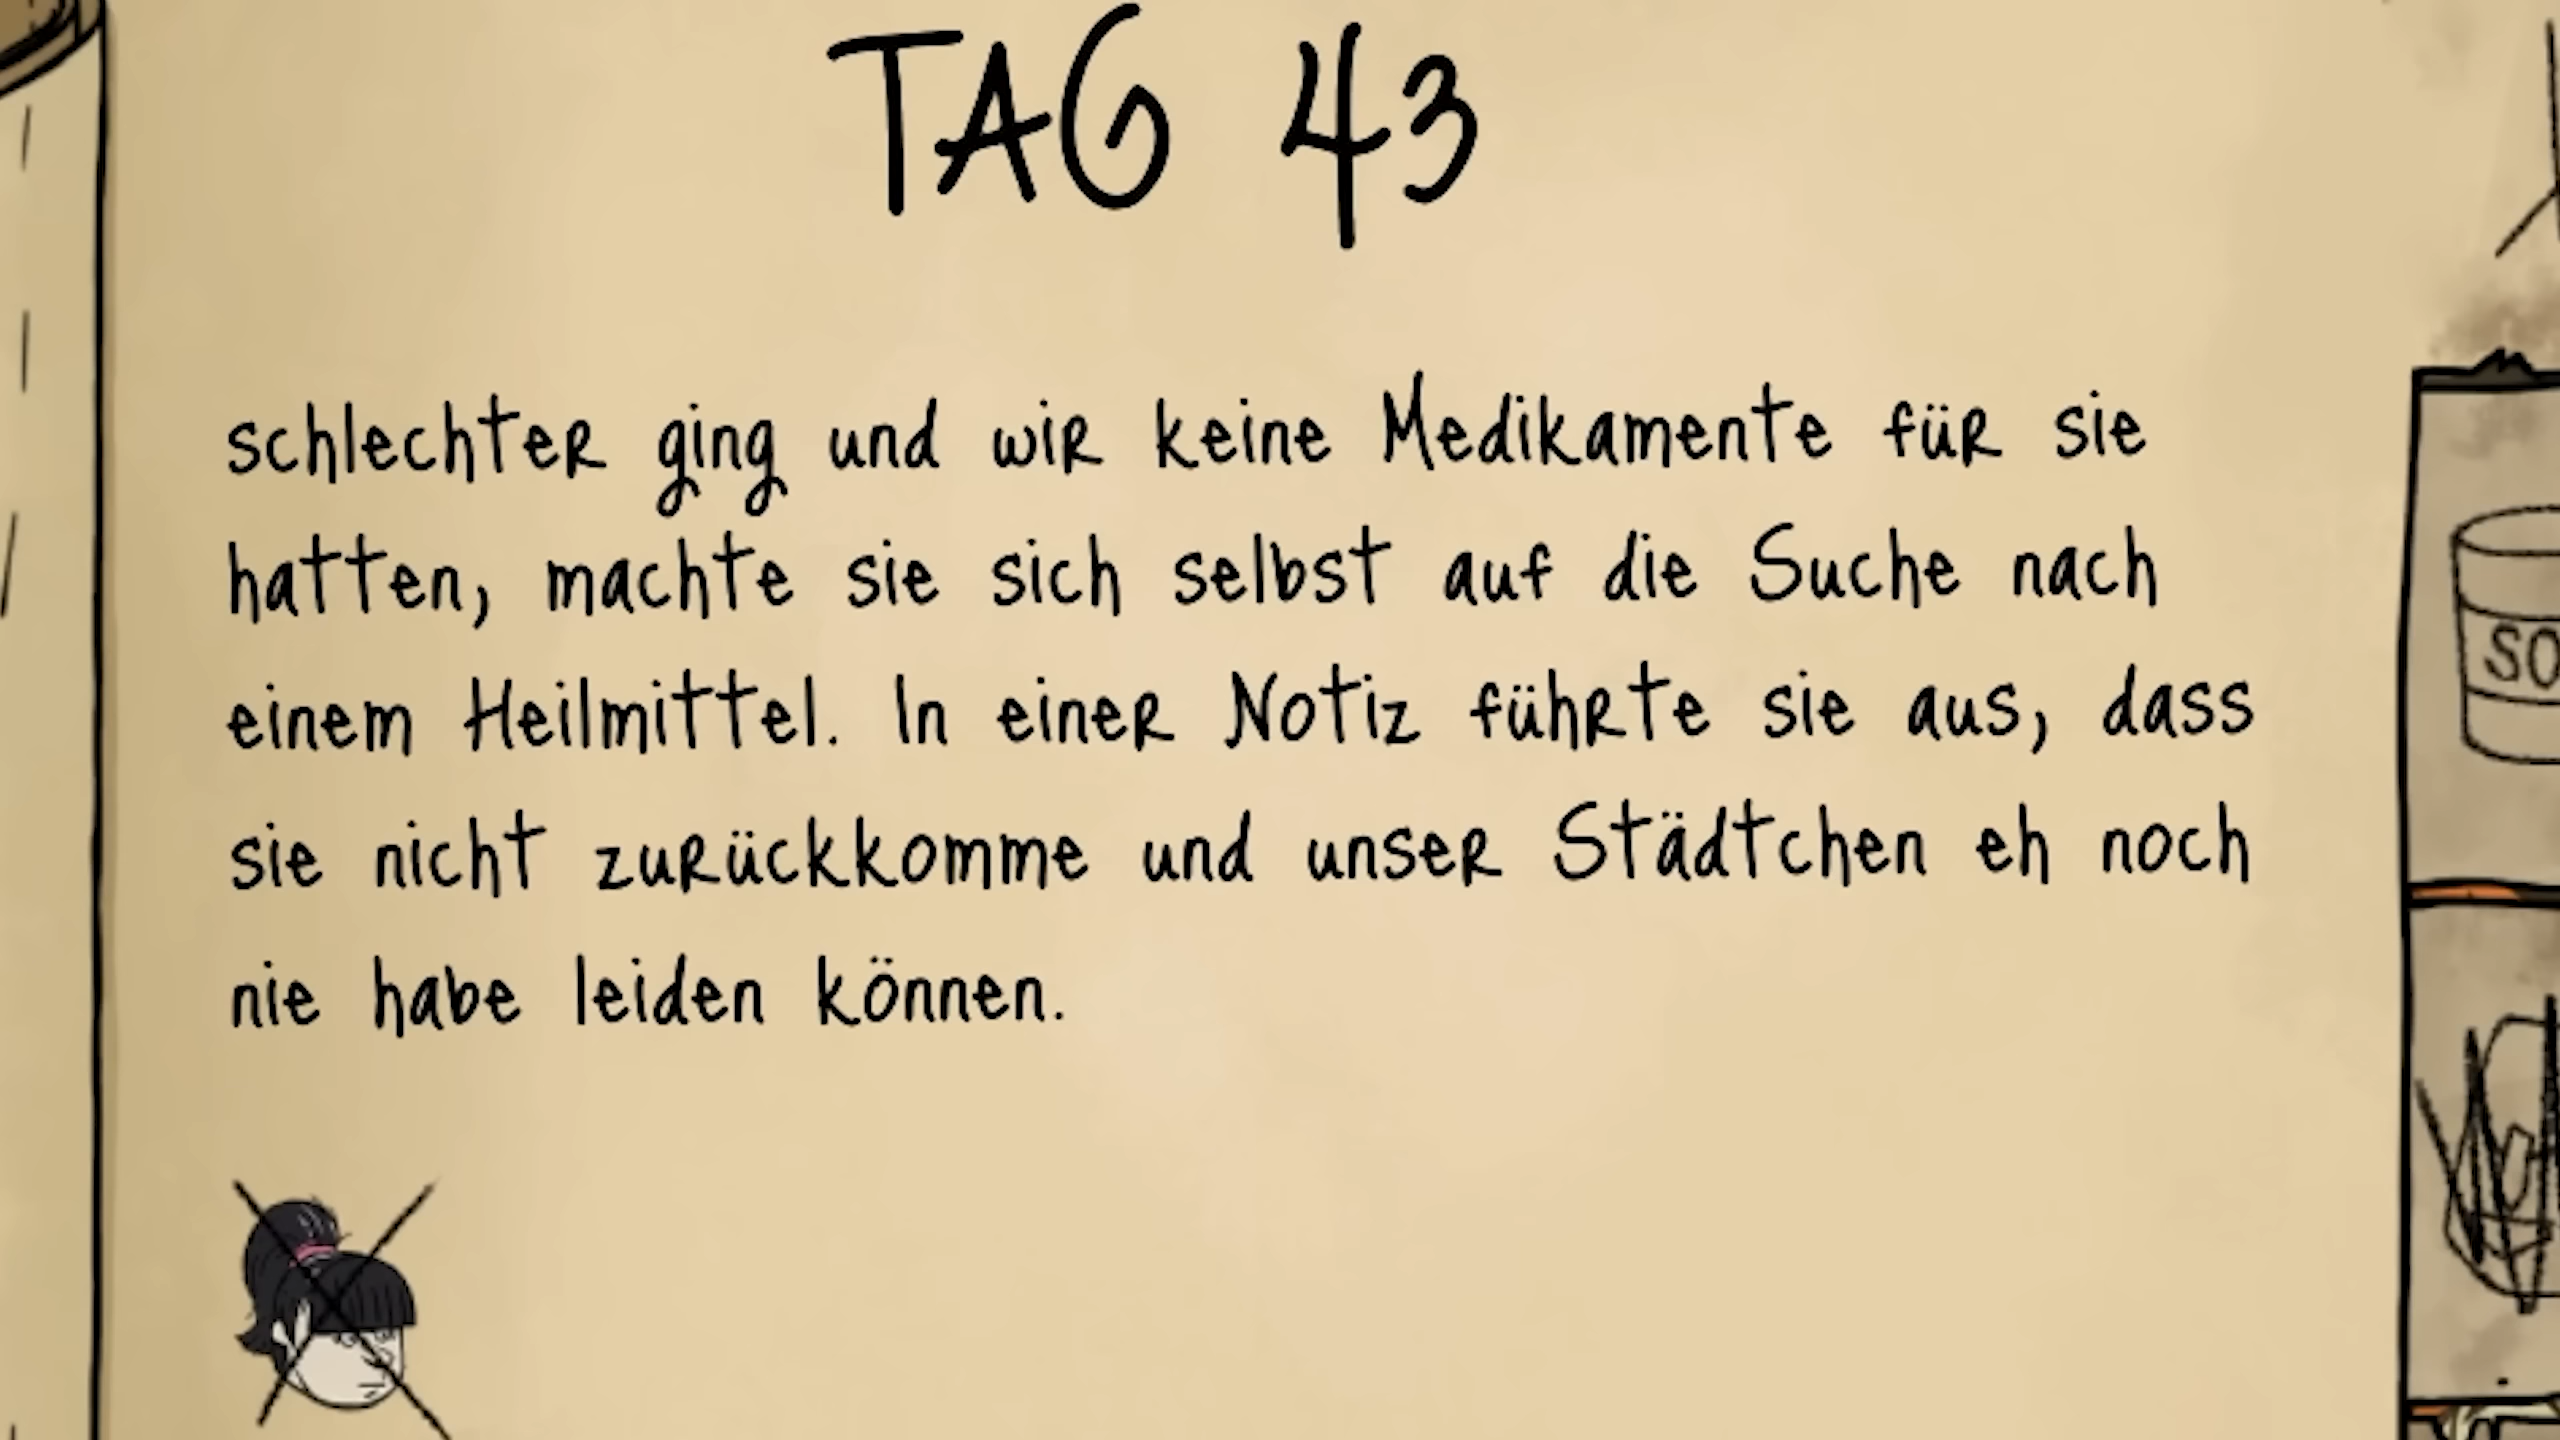 TAG 43
schlechter ging und wir keine Medikamente für sie
hatten, machte sie sich selbst auf die Suche nach
einem Heilmittel. In einer Notiz führte sie aus, dass
sie nicht zurückkomme und unser Städtchen eh noch
nie habe leiden können.
SO